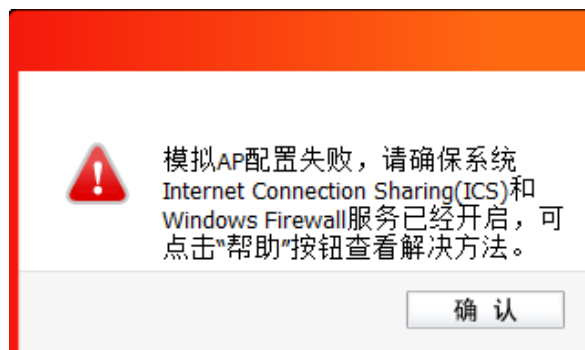 模拟AP配置失败，请确保系统
Internet Connection Sharing(ICS)和
Windows Firewall服务已经开启，可
点击“帮助”按钮查看解决方法。
确 认